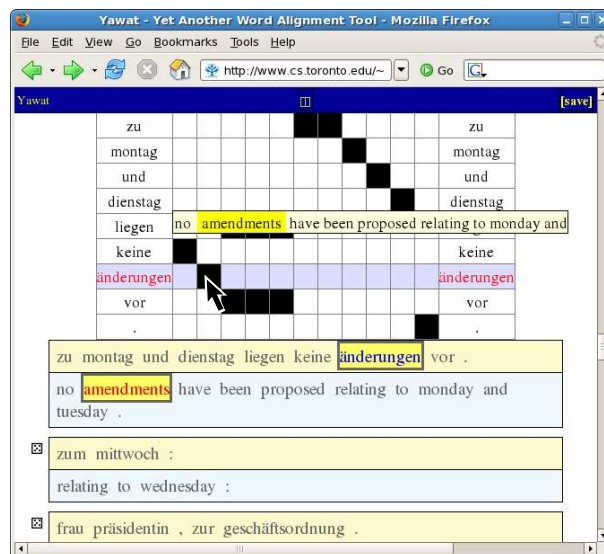 Yawat - Yet Another Word Alignment Tool - Mozilla Firefox
File Edit View Go Bookmarks Tools Help
http://www.cs.toronto.edu/~ Go G
Yawat [save]
zu zu
montag montag
und und
dienstag dienstag
liegen no amendments have been proposed relating to monday and
keine keine
änderungen änderungen
vor vor
. .
zu montag und dienstag liegen keine änderungen vor .
no amendments have been proposed relating to monday and
tuesday .
zum mittwoch :
relating to wednesday :
frau präsidentin , zur geschäftsordnung .